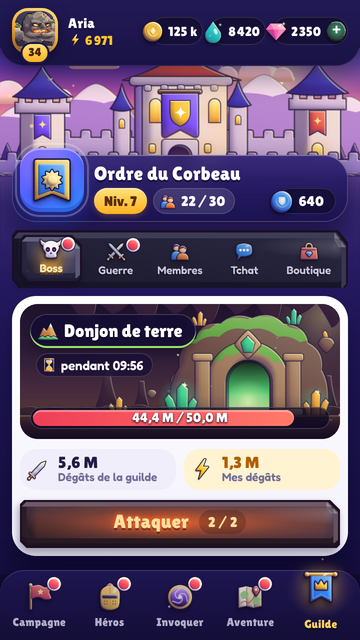 Aria
6 971
34
125 k
8420
2350
+
Ordre du Corbeau
Niv. 7
22 / 30
640
Boss
Guerre
Membres
Tchat
Boutique
Donjon de terre
pendant 09:56
44,4 M / 50,0 M
5,6 M
Dégâts de la guilde
1,3 M
Mes dégâts
Attaquer
2 / 2
Campagne
Héros
Invoquer
Aventure
Guilde